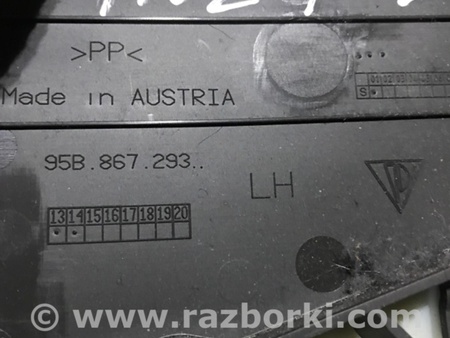 >PP<
Made in AUSTRIA
S
95B.867.293..
LH
13 14 15 16 17 18 19 20
© www.razborki.com